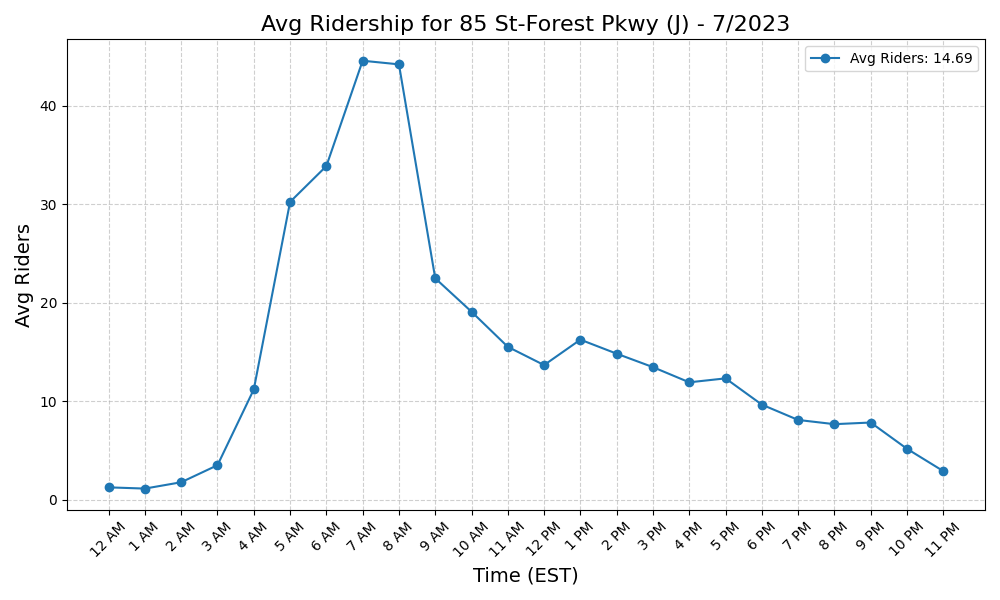 Avg Ridership for 85 St-Forest Pkwy (J) - 7/2023
Avg Riders: 14.69
Avg Riders
40
30
20
10
0
12 AM
1 AM
2 AM
3 AM
4 AM
5 AM
6 AM
7 AM
8 AM
9 AM
10 AM
11 AM
12 PM
1 PM
2 PM
3 PM
4 PM
5 PM
6 PM
7 PM
8 PM
9 PM
10 PM
11 PM
Time (EST)